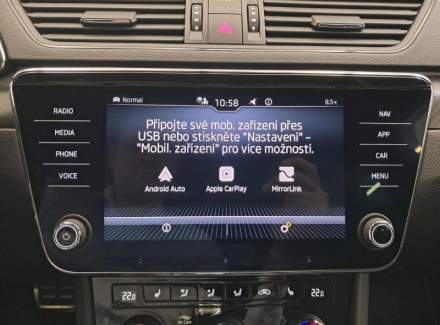 Normal 10:58 8.5°C
RADIO
MEDIA
PHONE
VOICE
Připojte své mob. zařízení přes
USB nebo stiskněte "Nastavení" –
"Mobil. zařízení" pro více možností.
Android Auto Apple CarPlay MirrorLink
NAV
APP
CAR
MENU
22.0 22.0